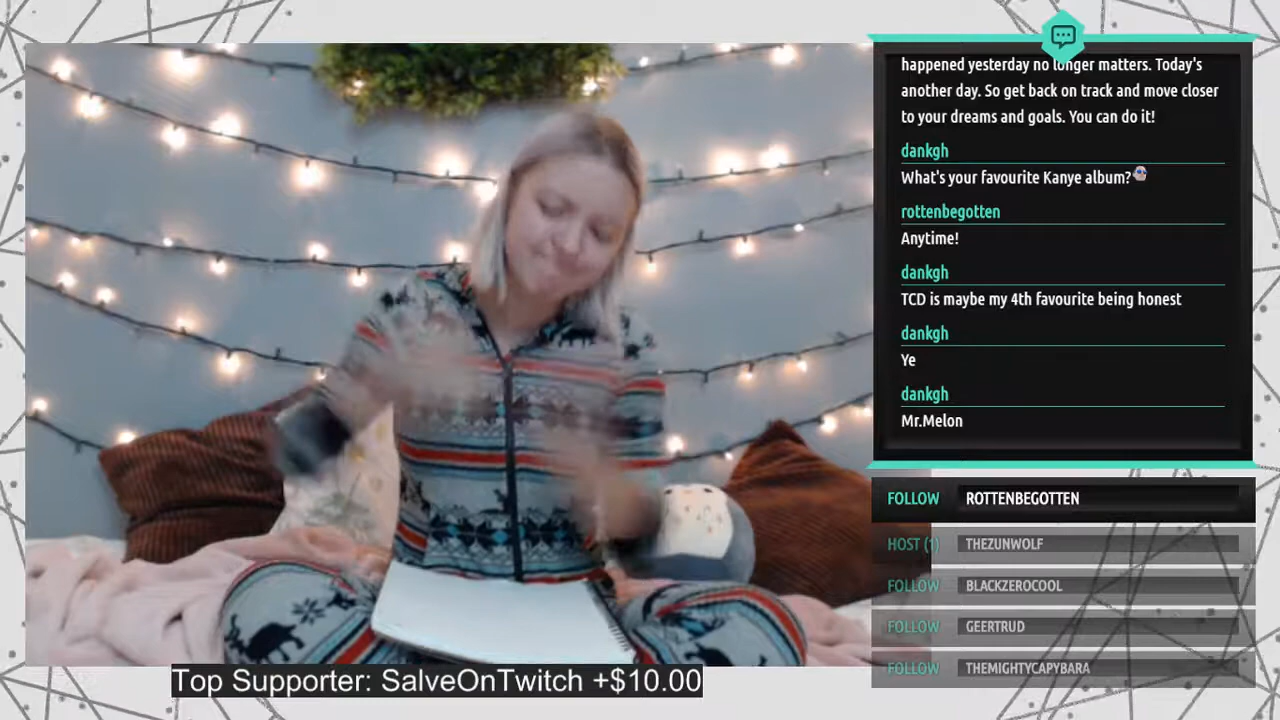 happened yesterday no longer matters. Today's
another day. So get back on track and move closer
to your dreams and goals. You can do it!
dankgh
What's your favourite Kanye album?
rottenbegotten
Anytime!
dankgh
TCD is maybe my 4th favourite being honest
dankgh
Ye
dankgh
Mr.Melon
FOLLOW ROTTENBEGOTTEN
HOST (1) THEZUNWOLF
FOLLOW BLACKZEROCOOL
FOLLOW GEERTRUD
FOLLOW THEMIGHTYCAPYBARA
Top Supporter: SalveOnTwitch +$10.00